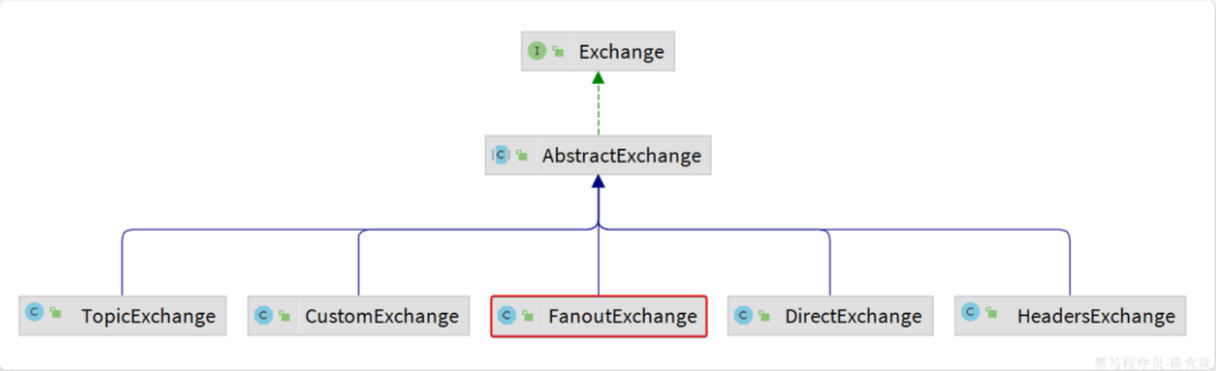 I Exchange
C AbstractExchange
C TopicExchange C CustomExchange C FanoutExchange C DirectExchange C HeadersExchange
黑马程序员-研究院